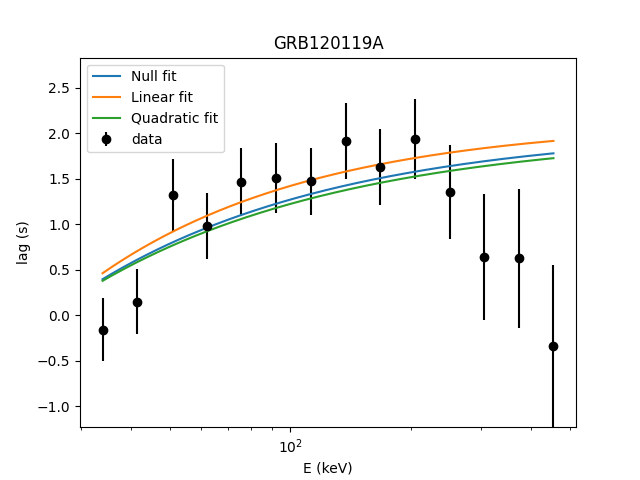 GRB120119A
Null fit
Linear fit
Quadratic fit
data
2.5
2.0
1.5
1.0
0.5
0.0
−0.5
−1.0
lag (s)
10²
E (keV)